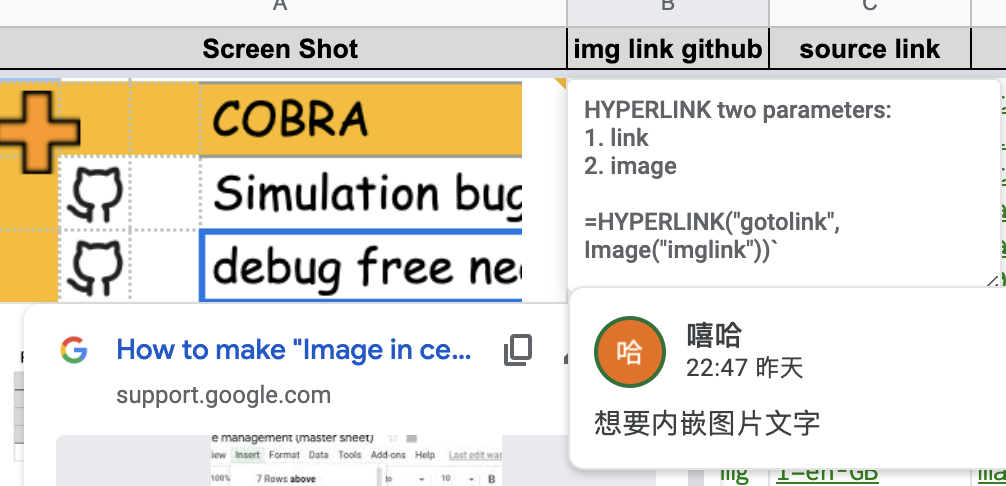 A
B
C
Screen Shot
img link github
source link
COBRA
Simulation bug
debug free nee
HYPERLINK two parameters:
1. link
2. image
=HYPERLINK("gotolink",
Image("imglink"))`
How to make "Image in ce...
support.google.com
哈
嘻哈
22:47 昨天
想要内嵌图片文字
e management (master sheet)
Insert Format Data Tools Add-ons Help Last edit was
100%
7 Rows above
10
B
img
1-en-GB